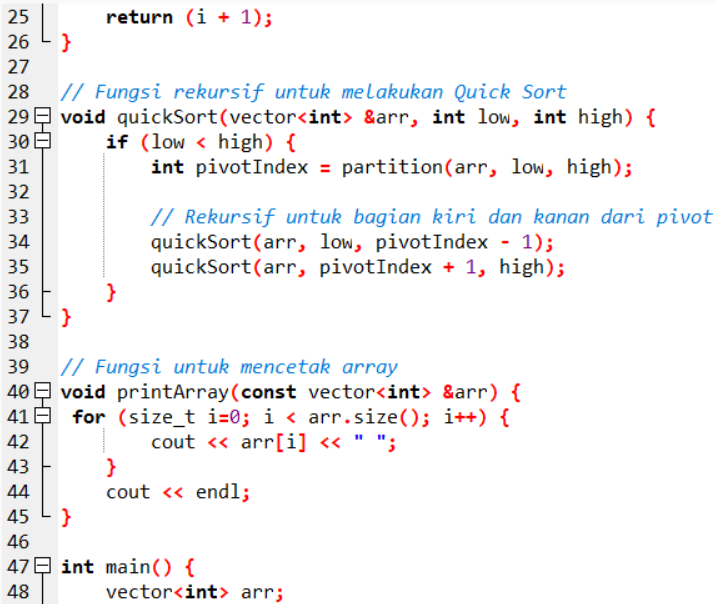 25 return (i + 1);
26 }
27
28 // Fungsi rekursif untuk melakukan Quick Sort
29 void quickSort(vector<int> &arr, int low, int high) {
30 if (low < high) {
31 int pivotIndex = partition(arr, low, high);
32
33 // Rekursif untuk bagian kiri dan kanan dari pivot
34 quickSort(arr, low, pivotIndex - 1);
35 quickSort(arr, pivotIndex + 1, high);
36 }
37 }
38
39 // Fungsi untuk mencetak array
40 void printArray(const vector<int> &arr) {
41 for (size_t i=0; i < arr.size(); i++) {
42 cout << arr[i] << " ";
43 }
44 cout << endl;
45 }
46
47 int main() {
48 vector<int> arr;